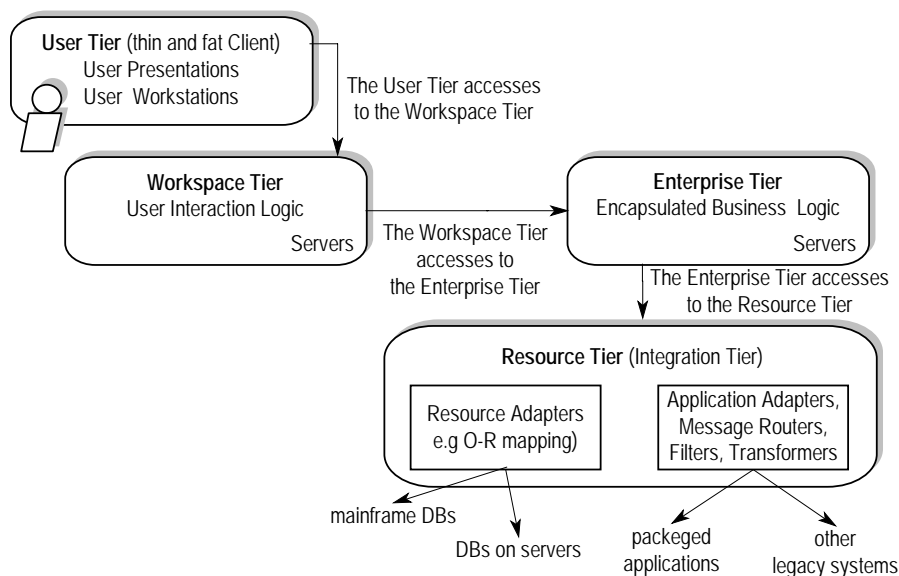 User Tier (thin and fat Client)
User Presentations
User Workstations
The User Tier accesses
to the Workspace Tier
Workspace Tier
User Interaction Logic
Servers
The Workspace Tier
accesses to
the Enterprise Tier
Enterprise Tier
Encapsulated Business Logic
Servers
The Enterprise Tier accesses
to the Resource Tier
Resource Tier (Integration Tier)
Resource Adapters
e.g O-R mapping)
Application Adapters,
Message Routers,
Filters, Transformers
mainframe DBs
DBs on servers
packeged
applications
other
legacy systems